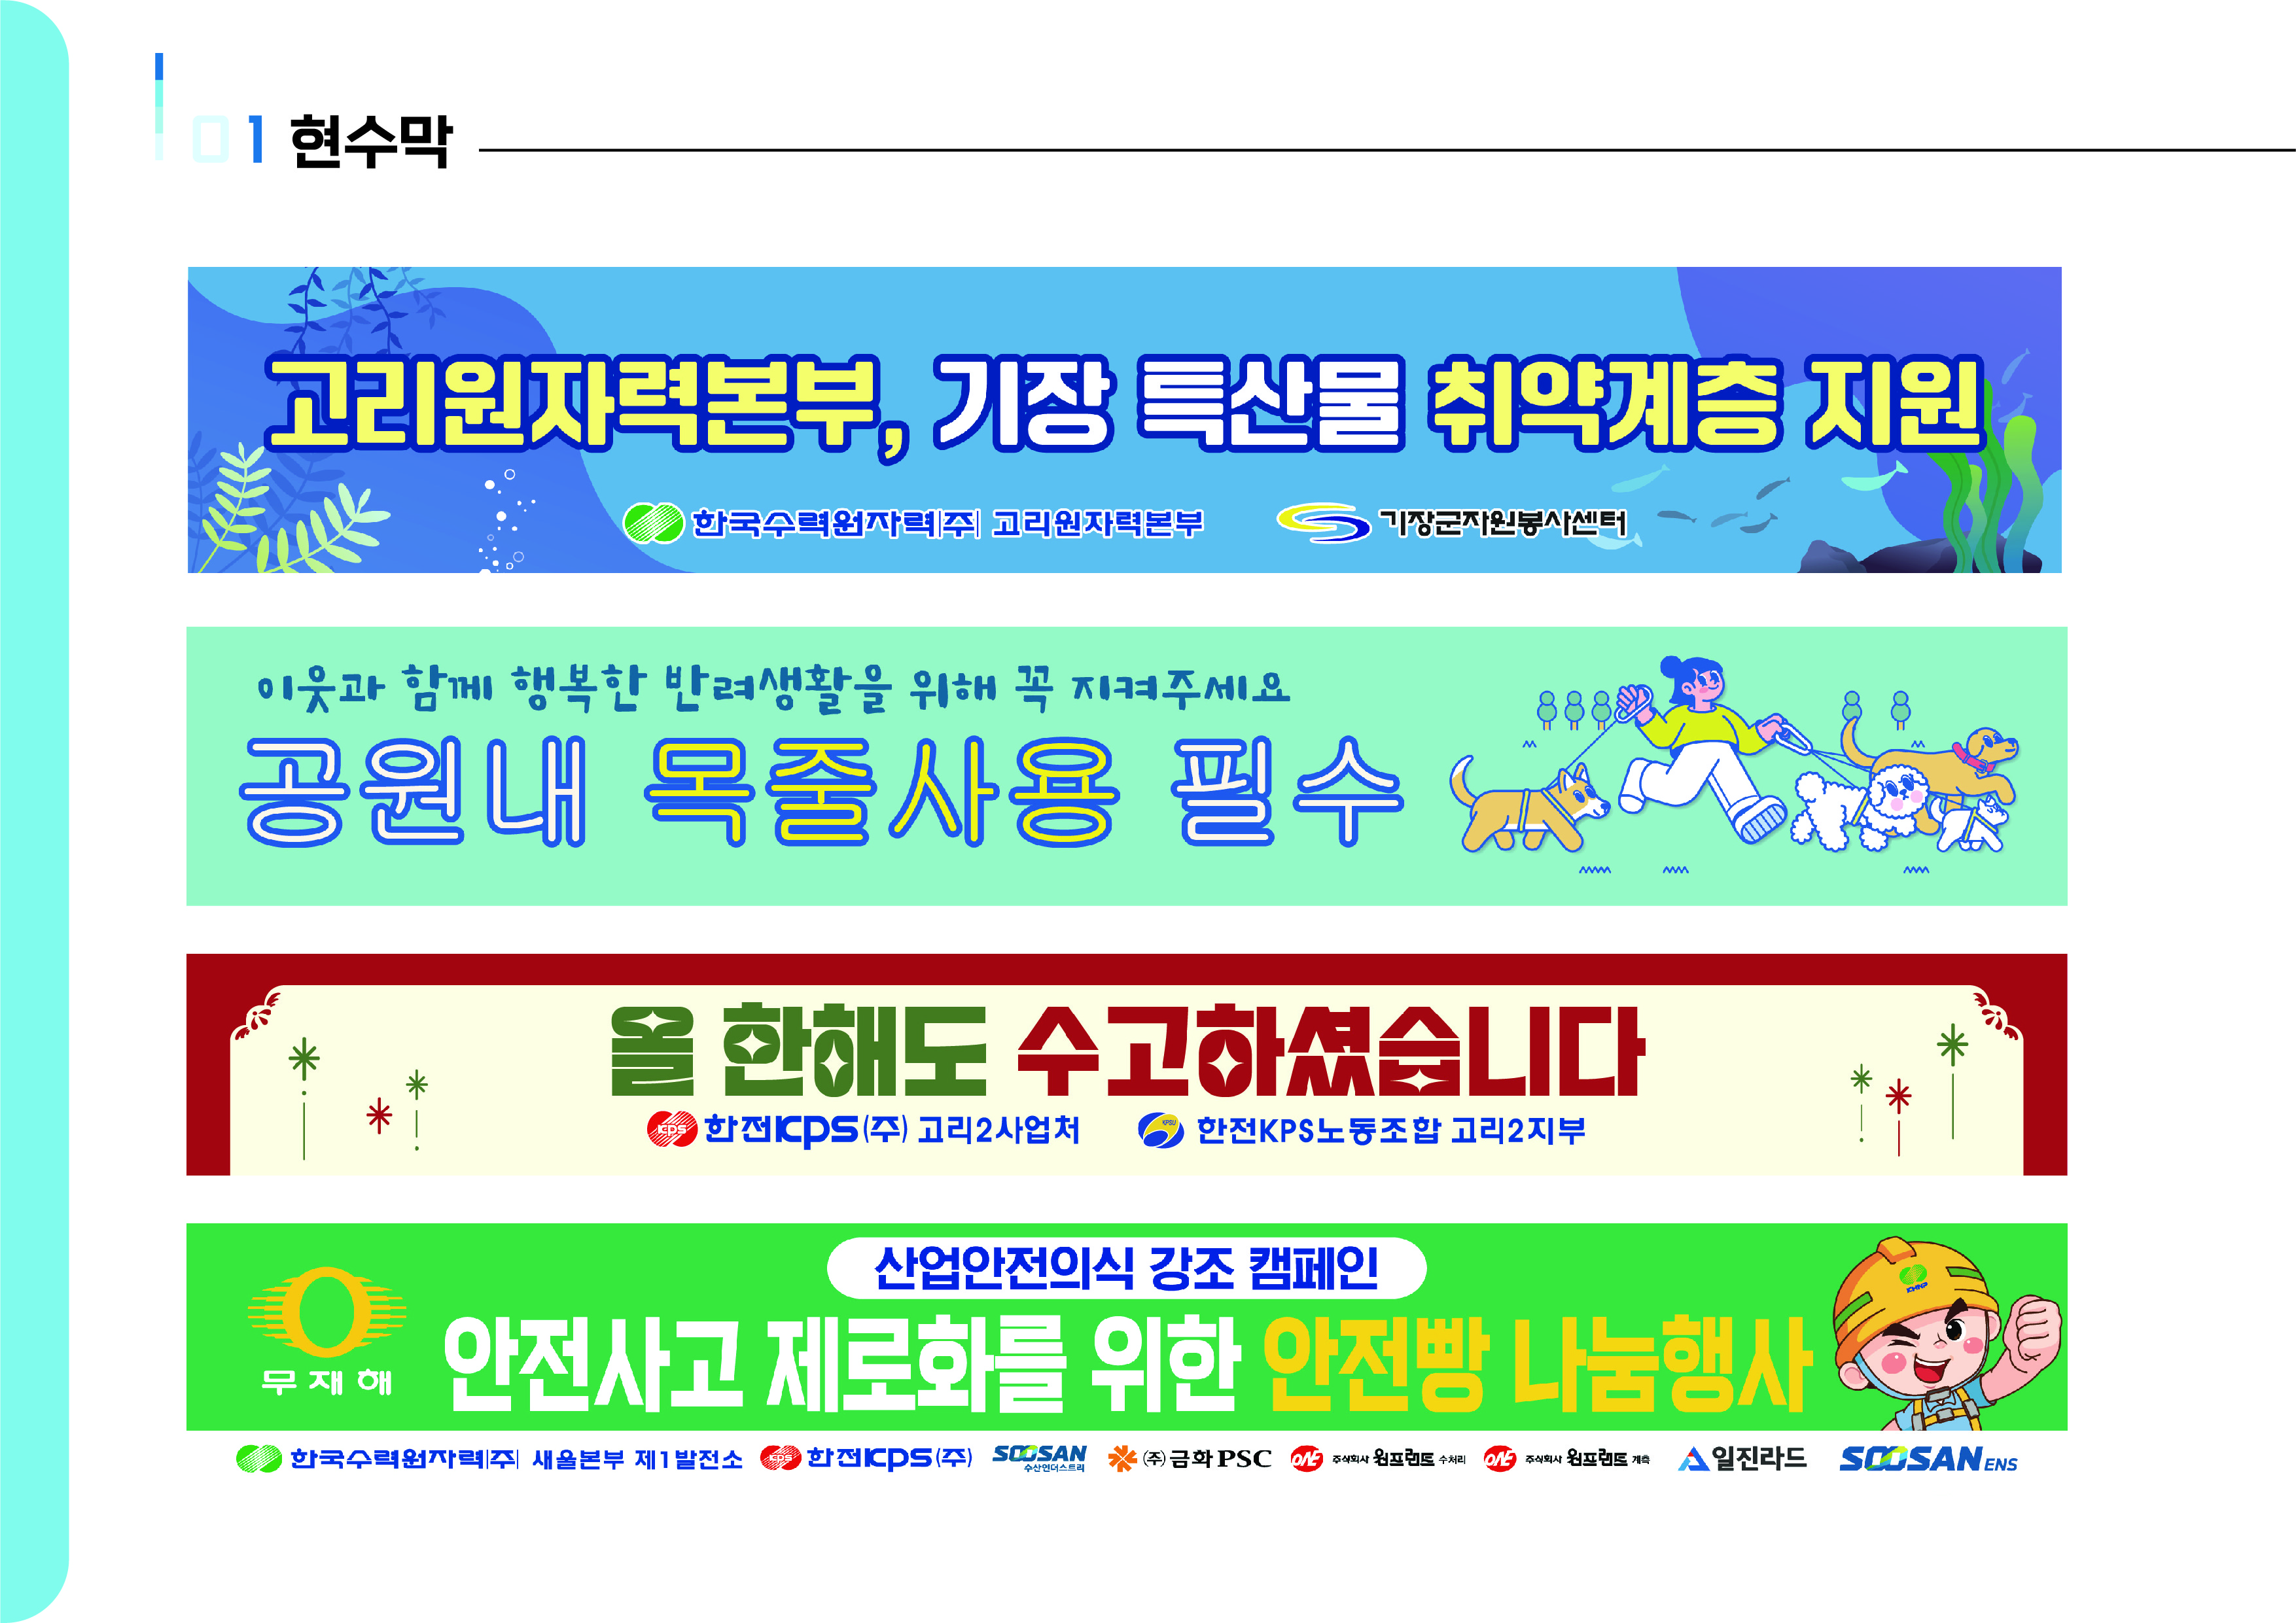 01 현수막
고리원자력본부, 기장 특산물 취약계층 지원
한국수력원자력(주) 고리원자력본부 기장군자원봉사센터
이웃과 함께 행복한 반려생활을 위해 꼭 지켜주세요
공원내 목줄사용 필수
올 한해도 수고하셨습니다
KPS 한전KPS(주) 고리2사업처 KPSU 한전KPS노동조합 고리2지부
산업안전의식 강조 캠페인
무재해
안전사고 제로화를 위한 안전빵 나눔행사
KHNP
한국수력원자력(주) 새울본부 제1발전소 KPS 한전KPS(주) SOOSAN 수산인더스트리 (주)금화PSC ONE 주식회사 원프랜트 수처리 ONE 주식회사 원프랜트 계측 일진라드 SOOSAN ENS